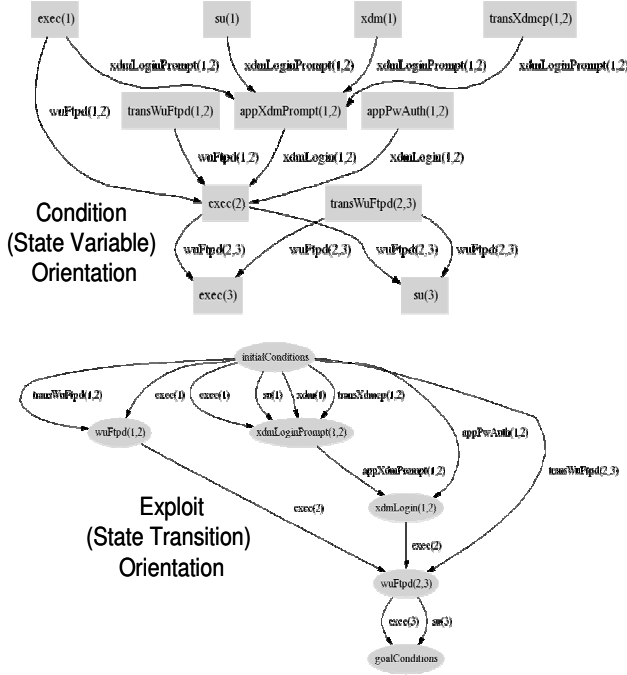 exec(1)
su(1)
xdm(1)
transXdmcp(1,2)
xdmLoginPrompt(1,2)
xdmLoginPrompt(1,2)
xdmLoginPrompt(1,2)
xdmLoginPrompt(1,2)
wuFtpd(1,2)
transWuFtpd(1,2)
appXdmPrompt(1,2)
appPwAuth(1,2)
wuFtpd(1,2)
xdmLogin(1,2)
xdmLogin(1,2)
exec(2)
transWuFtpd(2,3)
Condition
(State Variable)
Orientation
wuFtpd(2,3)
wuFtpd(2,3)
wuFtpd(2,3)
wuFtpd(2,3)
exec(3)
su(3)
initialConditions
transWuFtpd(1,2)
exec(1)
exec(1)
su(1)
xdm(1)
transXdmcp(1,2)
wuFtpd(1,2)
xdmLoginPrompt(1,2)
appPwAuth(1,2)
appXdmPrompt(1,2)
transWuFtpd(2,3)
Exploit
(State Transition)
Orientation
exec(2)
xdmLogin(1,2)
exec(2)
wuFtpd(2,3)
exec(3)
su(3)
goalConditions